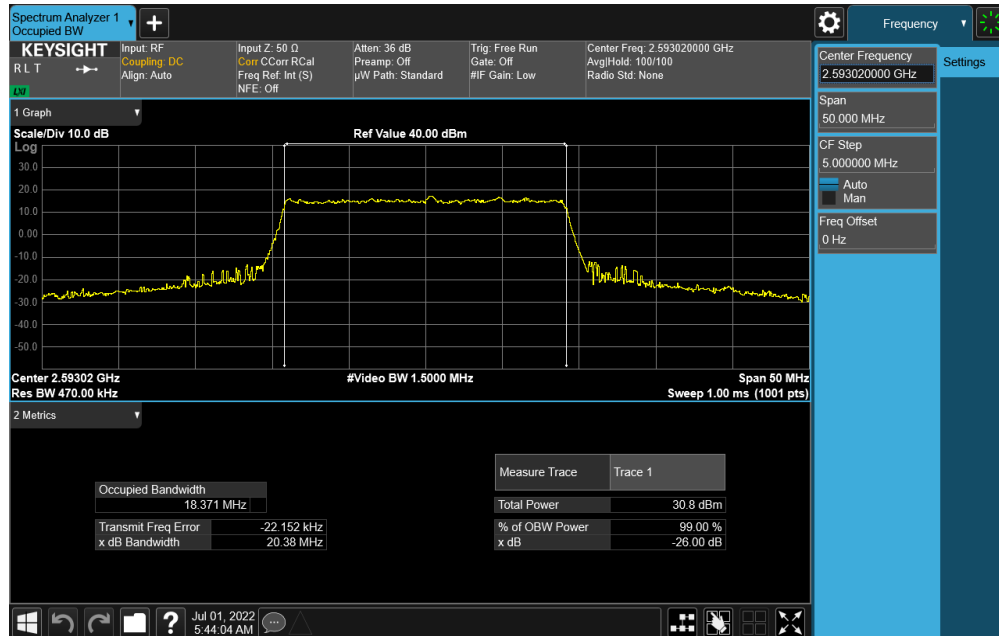 Spectrum Analyzer 1
Occupied BW
Frequency
KEYSIGHT
R L T
LXI
Input: RF
Coupling: DC
Align: Auto
Input Z: 50 Ω
Corr CCorr RCal
Freq Ref: Int (S)
NFE: Off
Atten: 36 dB
Preamp: Off
µW Path: Standard
Trig: Free Run
Gate: Off
#IF Gain: Low
Center Freq: 2.593020000 GHz
Avg|Hold: 100/100
Radio Std: None
Center Frequency
2.593020000 GHz
Settings
Span
50.000 MHz
CF Step
5.000000 MHz
Auto
Man
Freq Offset
0 Hz
1 Graph
Scale/Div 10.0 dB
Ref Value 40.00 dBm
Log
30.0
20.0
10.0
0.00
-10.0
-20.0
-30.0
-40.0
-50.0
Center 2.59302 GHz
#Video BW 1.5000 MHz
Span 50 MHz
Res BW 470.00 kHz
Sweep 1.00 ms (1001 pts)
2 Metrics
Measure Trace
Trace 1
Occupied Bandwidth
18.371 MHz
Total Power
30.8 dBm
Transmit Freq Error
-22.152 kHz
% of OBW Power
99.00 %
x dB Bandwidth
20.38 MHz
x dB
-26.00 dB
Jul 01, 2022
5:44:04 AM